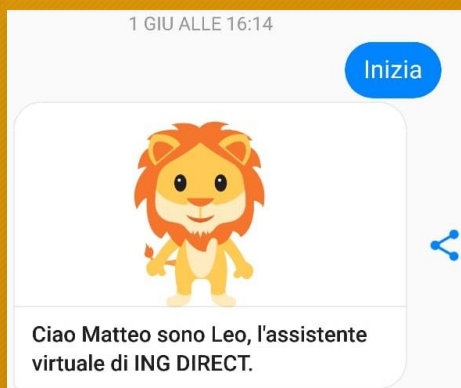 1 GIU ALLE 16:14
Inizia
Ciao Matteo sono Leo, l'assistente
virtuale di ING DIRECT.